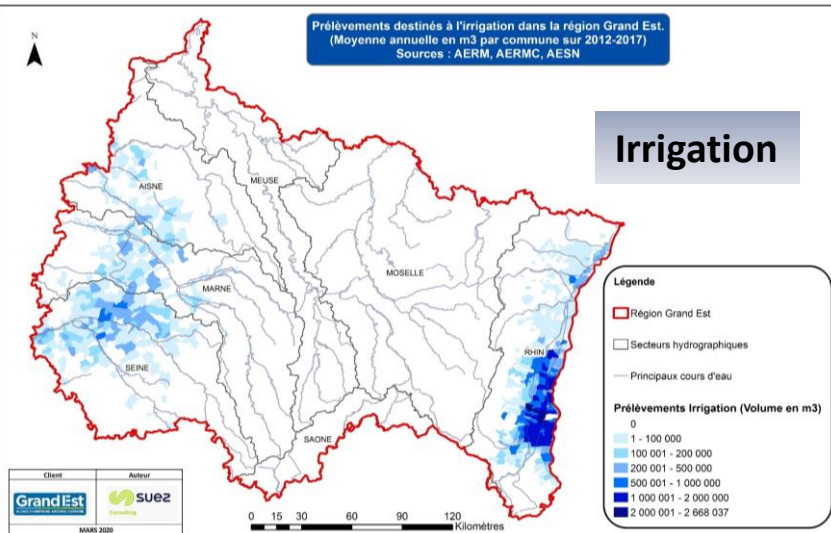 Prélèvements destinés à l'irrigation dans la région Grand Est.
(Moyenne annuelle en m3 par commune sur 2012-2017)
Sources : AERM, AERMC, AESN
N
Irrigation
AISNE
MEUSE
MARNE
MOSELLE
SEINE
RHIN
SAONE
Légende
Région Grand Est
Secteurs hydrographiques
Principaux cours d'eau
Prélèvements Irrigation (Volume en m3)
0
1 - 100 000
100 001 - 200 000
200 001 - 500 000
500 001 - 1 000 000
1 000 001 - 2 000 000
2 000 001 - 2 668 037
Client
Auteur
GrandEst
suez
Consulting
MARS 2020
0 15 30 60 90 120
Kilomètres